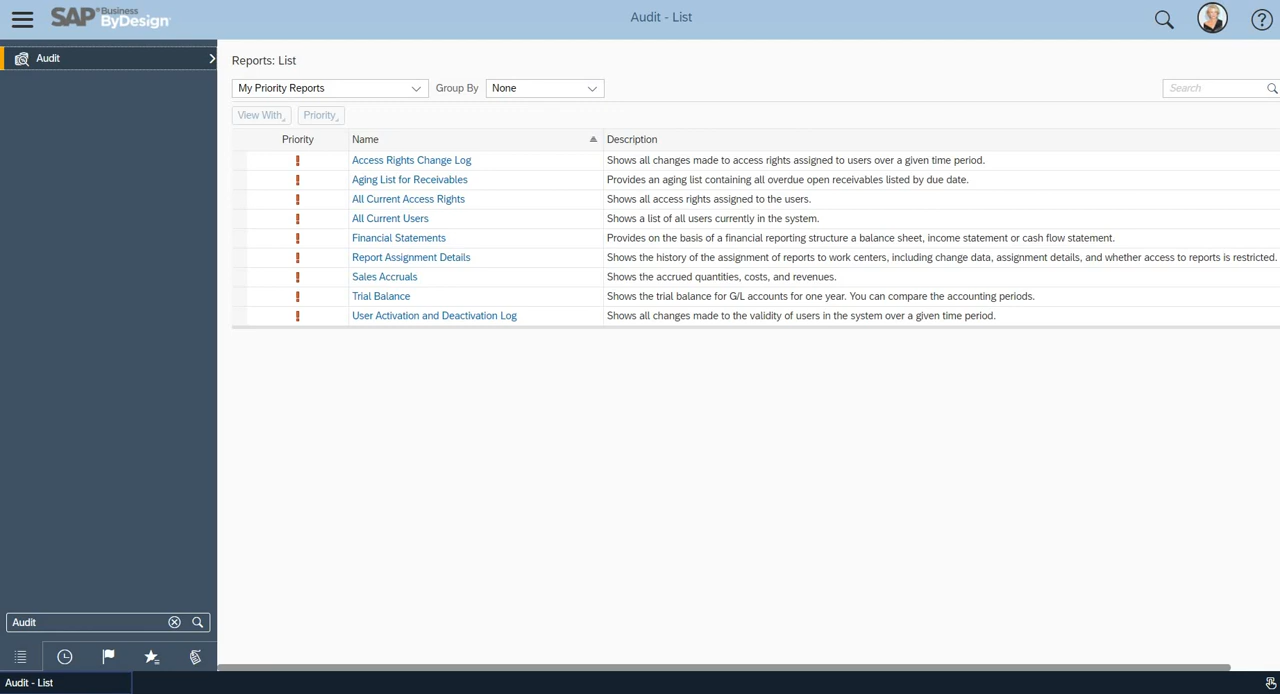 SAP Business ByDesign
Audit - List
Audit
Reports: List
My Priority Reports Group By None Search
View With Priority
Priority Name Description
Access Rights Change Log Shows all changes made to access rights assigned to users over a given time period.
Aging List for Receivables Provides an aging list containing all overdue open receivables listed by due date.
All Current Access Rights Shows all access rights assigned to the users.
All Current Users Shows a list of all users currently in the system.
Financial Statements Provides on the basis of a financial reporting structure a balance sheet, income statement or cash flow statement.
Report Assignment Details Shows the history of the assignment of reports to work centers, including change data, assignment details, and whether access to reports is restricted.
Sales Accruals Shows the accrued quantities, costs, and revenues.
Trial Balance Shows the trial balance for G/L accounts for one year. You can compare the accounting periods.
User Activation and Deactivation Log Shows all changes made to the validity of users in the system over a given time period.
Audit
Audit - List